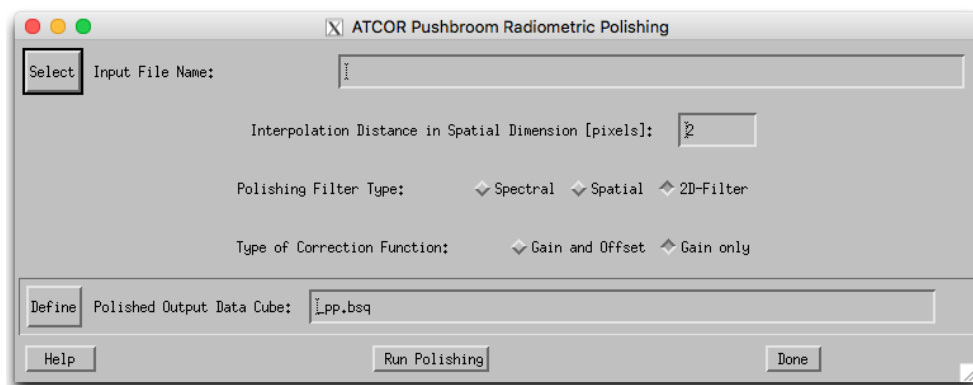 ATCOR Pushbroom Radiometric Polishing
Select Input File Name:
Interpolation Distance in Spatial Dimension [pixels]: 2
Polishing Filter Type: Spectral Spatial 2D-Filter
Type of Correction Function: Gain and Offset Gain only
Define Polished Output Data Cube: _pp.bsq
Help Run Polishing Done